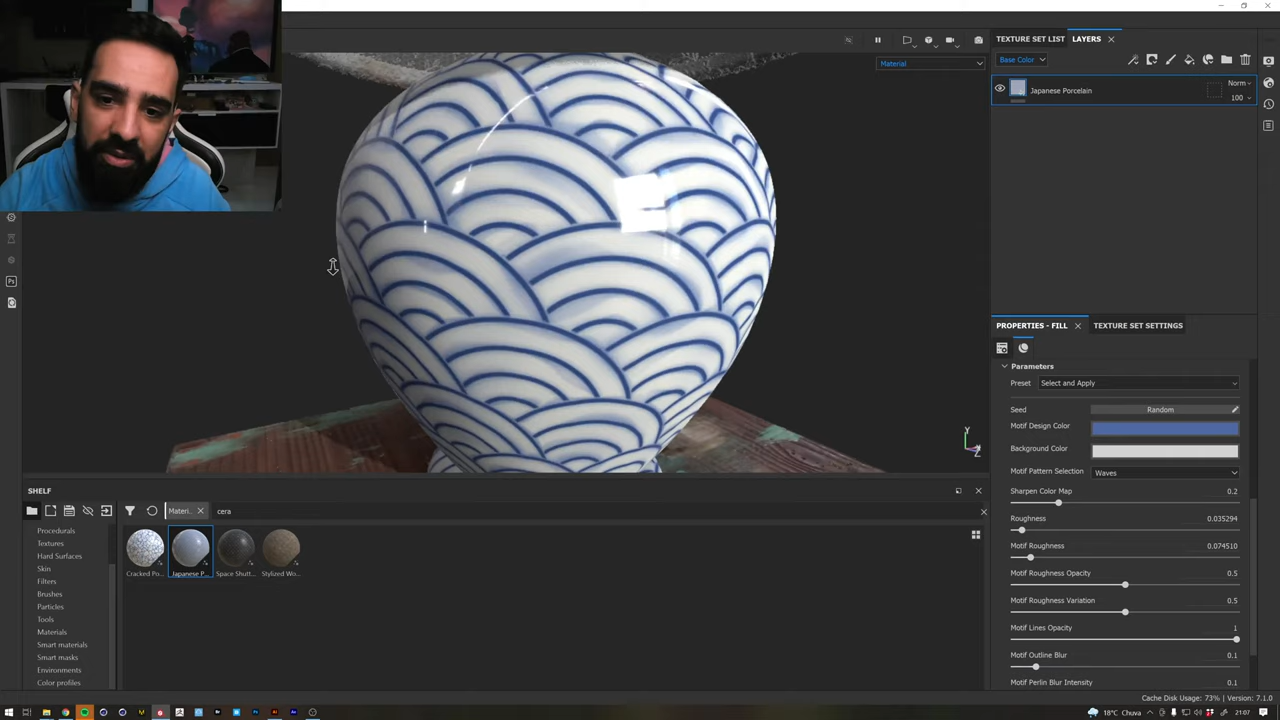 TEXTURE SET LIST
LAYERS
Material
Base Color
Japanese Porcelain
Norm
100
PROPERTIES - FILL
TEXTURE SET SETTINGS
Parameters
Preset
Select and Apply
Seed
Random
Motif Design Color
Background Color
Motif Pattern Selection
Waves
Sharpen Color Map
0.2
Roughness
0.035294
Motif Roughness
0.074510
Motif Roughness Opacity
0.5
Motif Roughness Variation
0.5
Motif Lines Opacity
1
Motif Outline Blur
0.1
Motif Perlin Blur Intensity
0.1
Ps
Y
Z
SHELF
Materi..
cera
Procedurals
Textures
Hard Surfaces
Skin
Filters
Brushes
Particles
Tools
Materials
Smart materials
Smart masks
Environments
Color profiles
Cracked Po...
Japanese P...
Space Shutt...
Stylized Wo...
Cache Disk Usage: 73% | Version: 7.1.0
18°C Chuva
21:07